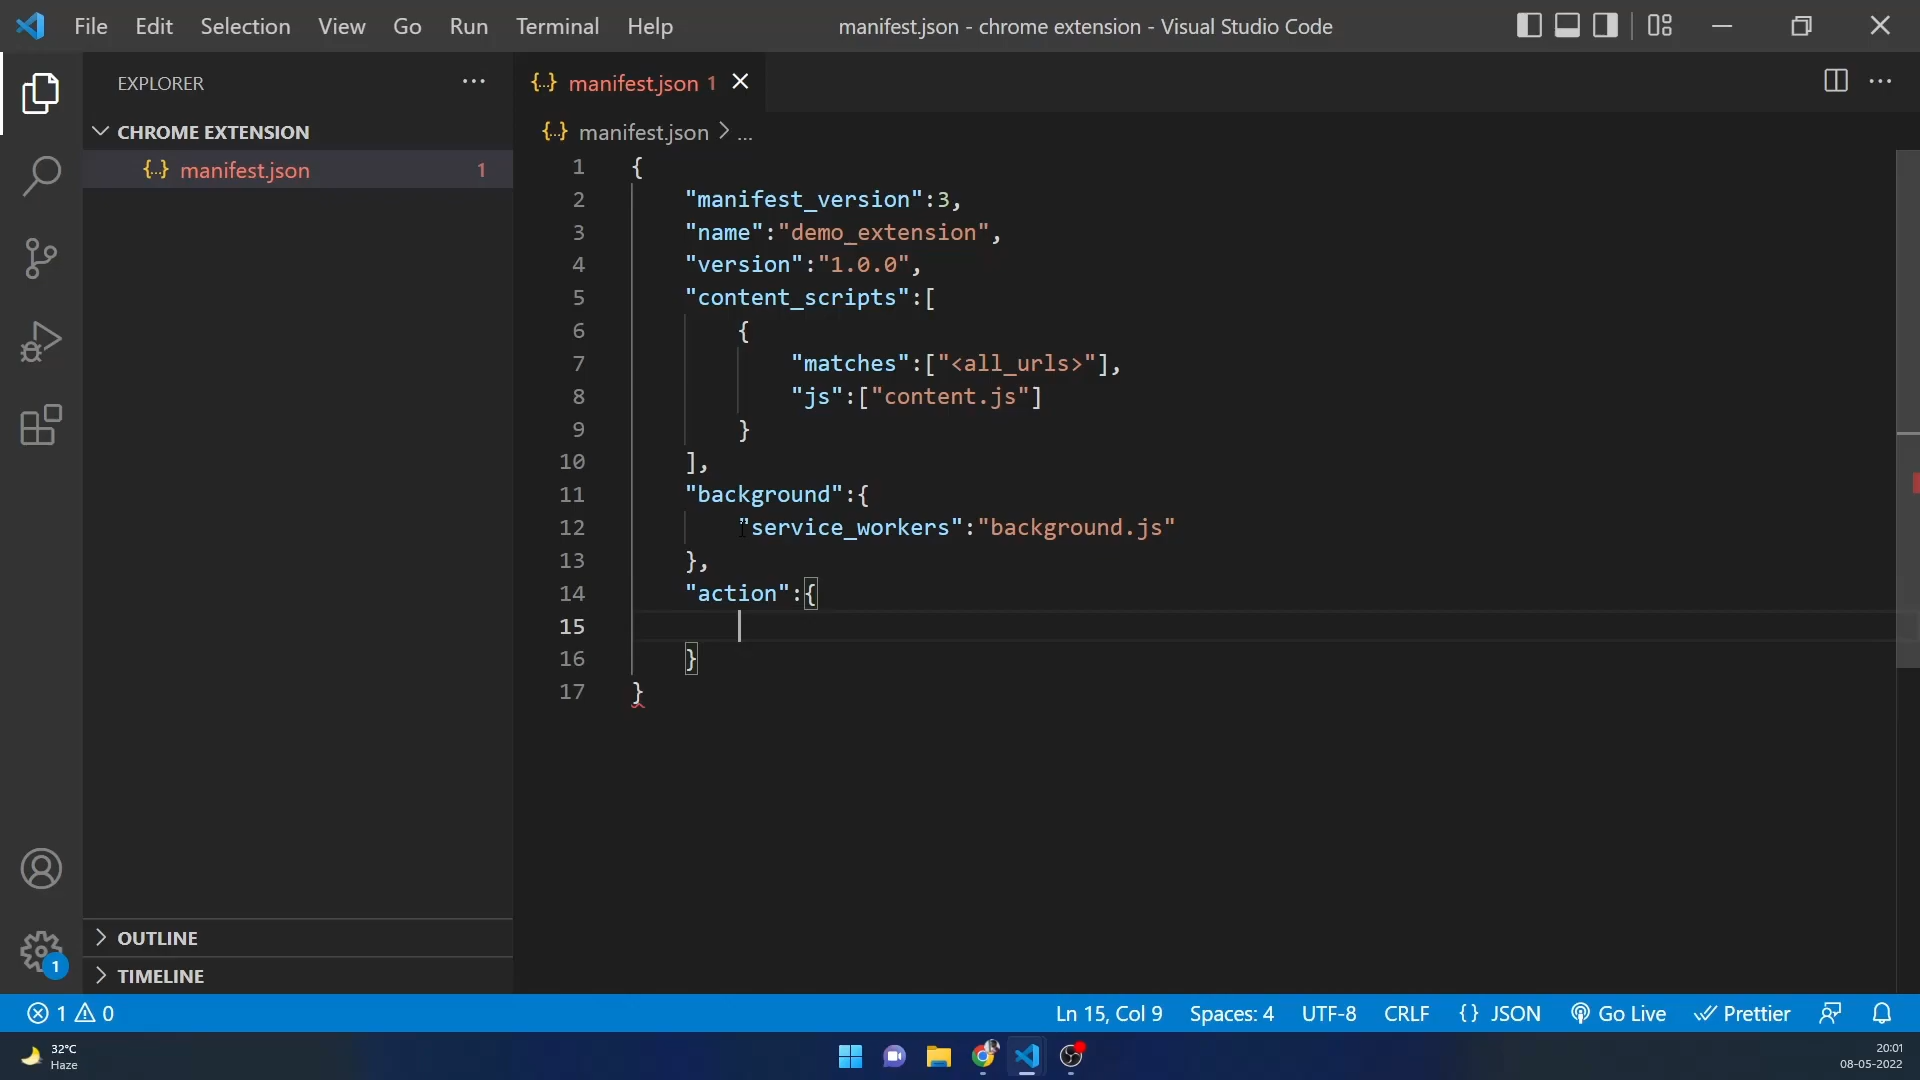 File Edit Selection View Go Run Terminal Help
manifest.json - chrome extension - Visual Studio Code
EXPLORER
CHROME EXTENSION
{..} manifest.json 1
{..} manifest.json 1
{..} manifest.json > ...
1 {
2 "manifest_version":3,
3 "name":"demo_extension",
4 "version":"1.0.0",
5 "content_scripts":[
6 {
7 "matches":["<all_urls>"],
8 "js":["content.js"]
9 }
10 ],
11 "background":{
12 "service_workers":"background.js"
13 },
14 "action":{
15
16 }
17 }
OUTLINE
TIMELINE
1
1 0
Ln 15, Col 9 Spaces: 4 UTF-8 CRLF {} JSON Go Live Prettier
32°C
Haze
20:01
08-05-2022